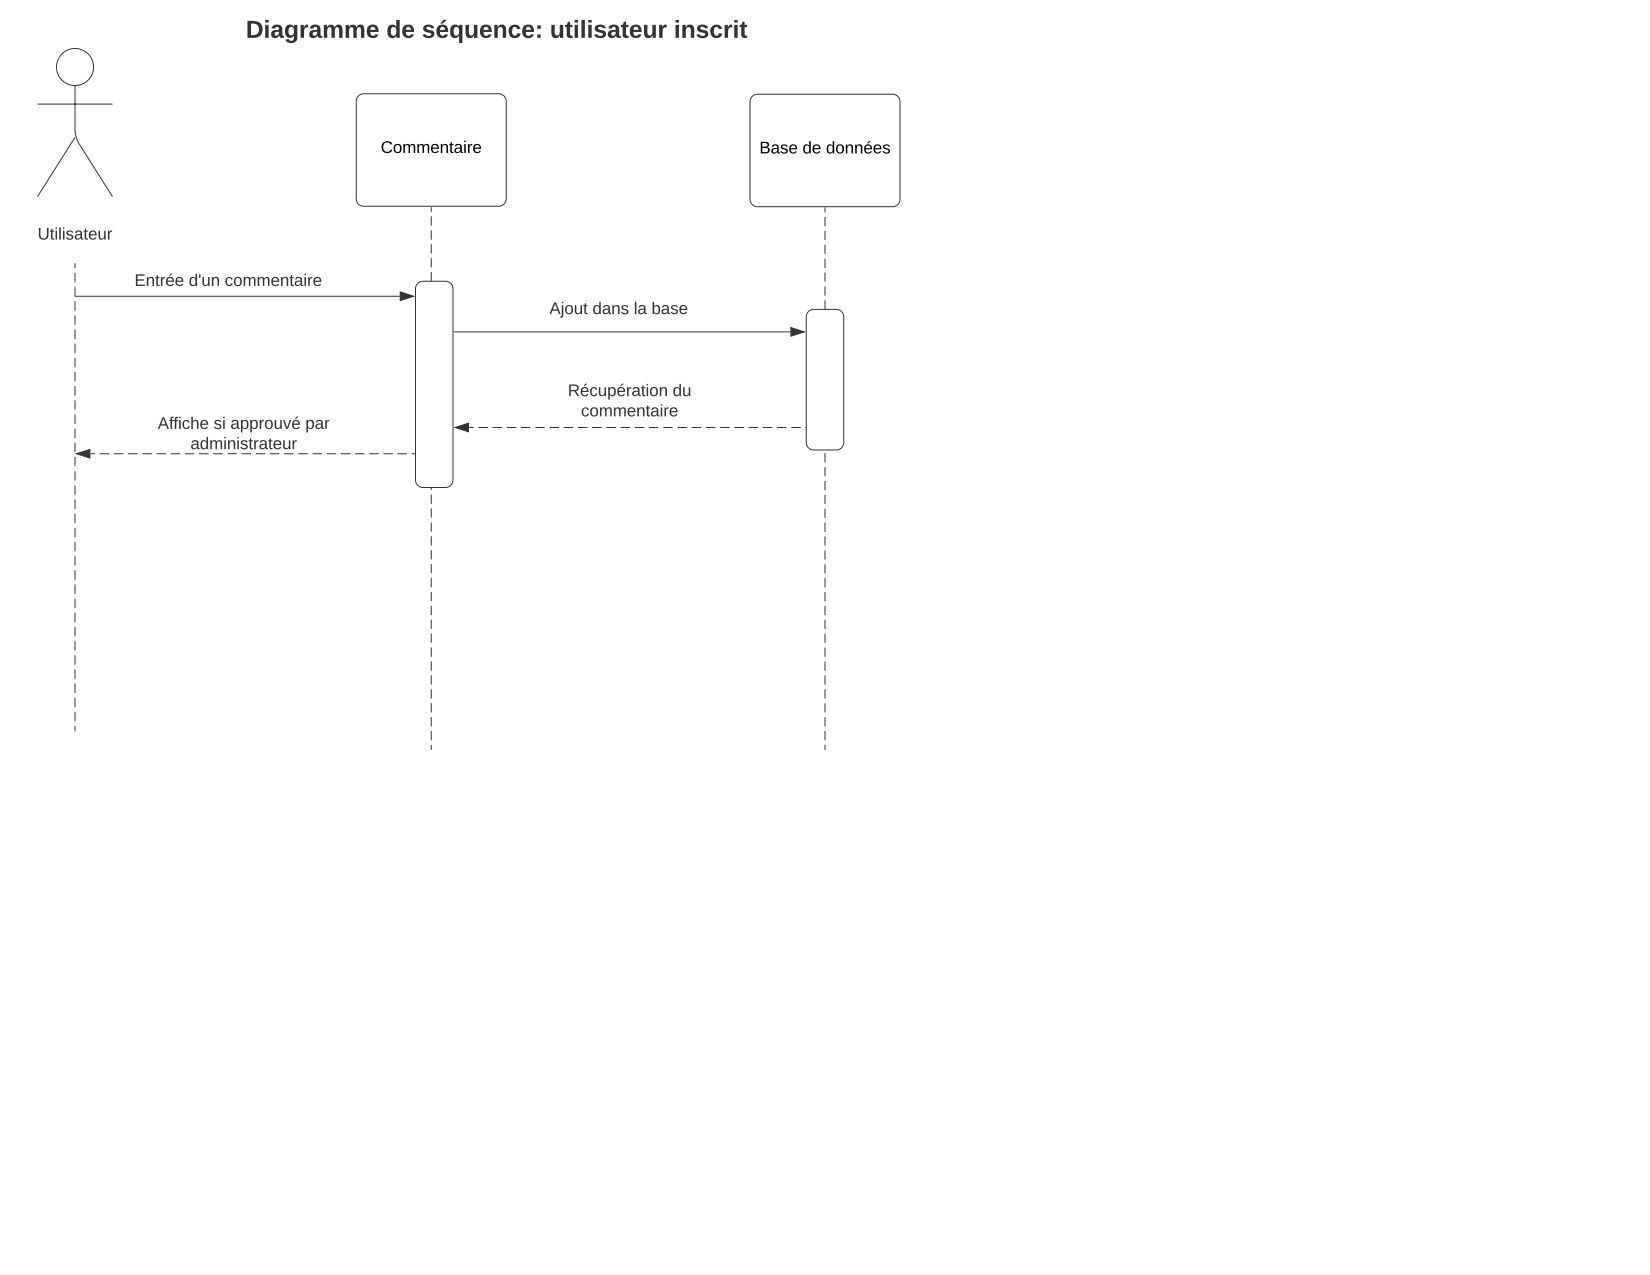 Diagramme de séquence: utilisateur inscrit
Commentaire
Base de données
Utilisateur
Entrée d'un commentaire
Ajout dans la base
Récupération du
commentaire
Affiche si approuvé par
administrateur